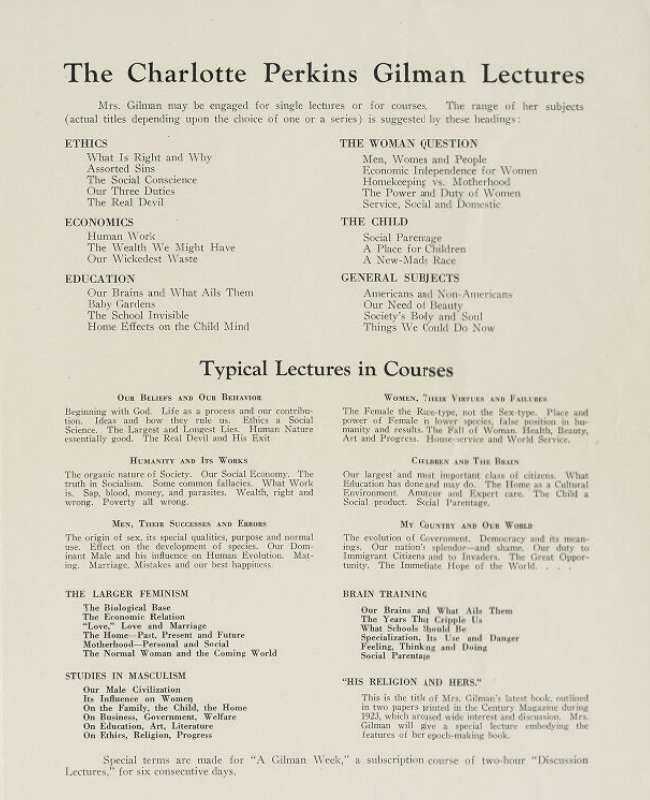 The Charlotte Perkins Gilman Lectures
Mrs. Gilman may be engaged for single lectures or for courses. The range of her subjects
(actual titles depending upon the choice of one or a series) is suggested by these headings:
ETHICS
What Is Right and Why
Assorted Sins
The Social Conscience
Our Three Duties
The Real Devil
ECONOMICS
Human Work
The Wealth We Might Have
Our Wickedest Waste
EDUCATION
Our Brains and What Ails Them
Baby Gardens
The School Invisible
Home Effects on the Child Mind
THE WOMAN QUESTION
Men, Women and People
Economic Independence for Women
Homekeeping vs. Motherhood
The Power and Duty of Women
Service, Social and Domestic
THE CHILD
Social Parentage
A Place for Children
A New-Made Race
GENERAL SUBJECTS
Americans and Non-Americans
Our Need of Beauty
Society's Body and Soul
Things We Could Do Now
Typical Lectures in Courses
OUR BELIEFS AND OUR BEHAVIOR
Beginning with God. Life as a process and our contribu-
tion. Ideas and how they rule us. Ethics a Social
Science. The Largest and Longest Lies. Human Nature
essentially good. The Real Devil and His Exit
HUMANITY AND ITS WORKS
The organic nature of Society. Our Social Economy. The
truth in Socialism. Some common fallacies. What Work
is. Sap, blood, money, and parasites. Wealth, right and
wrong. Poverty all wrong.
MEN, THEIR SUCCESSES AND ERRORS
The origin of sex, its special qualities, purpose and normal
use. Effect on the development of species. Our Dom-
inant Male and his influence on Human Evolution. Mat-
ing. Marriage, Mistakes and our best happiness.
WOMEN, THEIR VIRTUES AND FAILURES
The Female the Race-type, not the Sex-type. Place and
power of Female n lower species, false position in hu-
manity and results. The Fall of Woman. Health, Beauty,
Art and Progress. House-service and World Service.
CHILDREN AND THE BRAIN
Our largest and most important class of citizens. What
Education has done and may do. The Home as a Cultural
Environment. Amateur and Expert care. The Child a
Social product. Social Parentage.
MY COUNTRY AND OUR WORLD
The evolution of Government. Democracy and its mean-
ings. Our nation's splendor—and shame. Our duty to
Immigrant Citizens and to Invaders. The Great Oppor-
tunity. The Immediate Hope of the World. . . .
THE LARGER FEMINISM
The Biological Base
The Economic Relation
"Love," Love and Marriage
The Home—Past, Present and Future
Motherhood—Personal and Social
The Normal Woman and the Coming World
STUDIES IN MASCULISM
Our Male Civilization
Its Influence on Women
On the Family, the Child, the Home
On Business, Government, Welfare
On Education, Art, Literature
On Ethics, Religion, Progress
BRAIN TRAINING
Our Brains and What Ails Them
The Years That Cripple Us
What Schools Should Be
Specialization, Its Use and Danger
Feeling, Thinking and Doing
Social Parentage
"HIS RELIGION AND HERS."
This is the title of Mrs. Gilman's latest book, outlined
in two papers printed in the Century Magazine during
1923, which aroused wide interest and discussion. Mrs.
Gilman will give a special lecture embodying the
features of her epoch-making book.
Special terms are made for "A Gilman Week," a subscription course of two-hour "Discussion
Lectures," for six consecutive days.